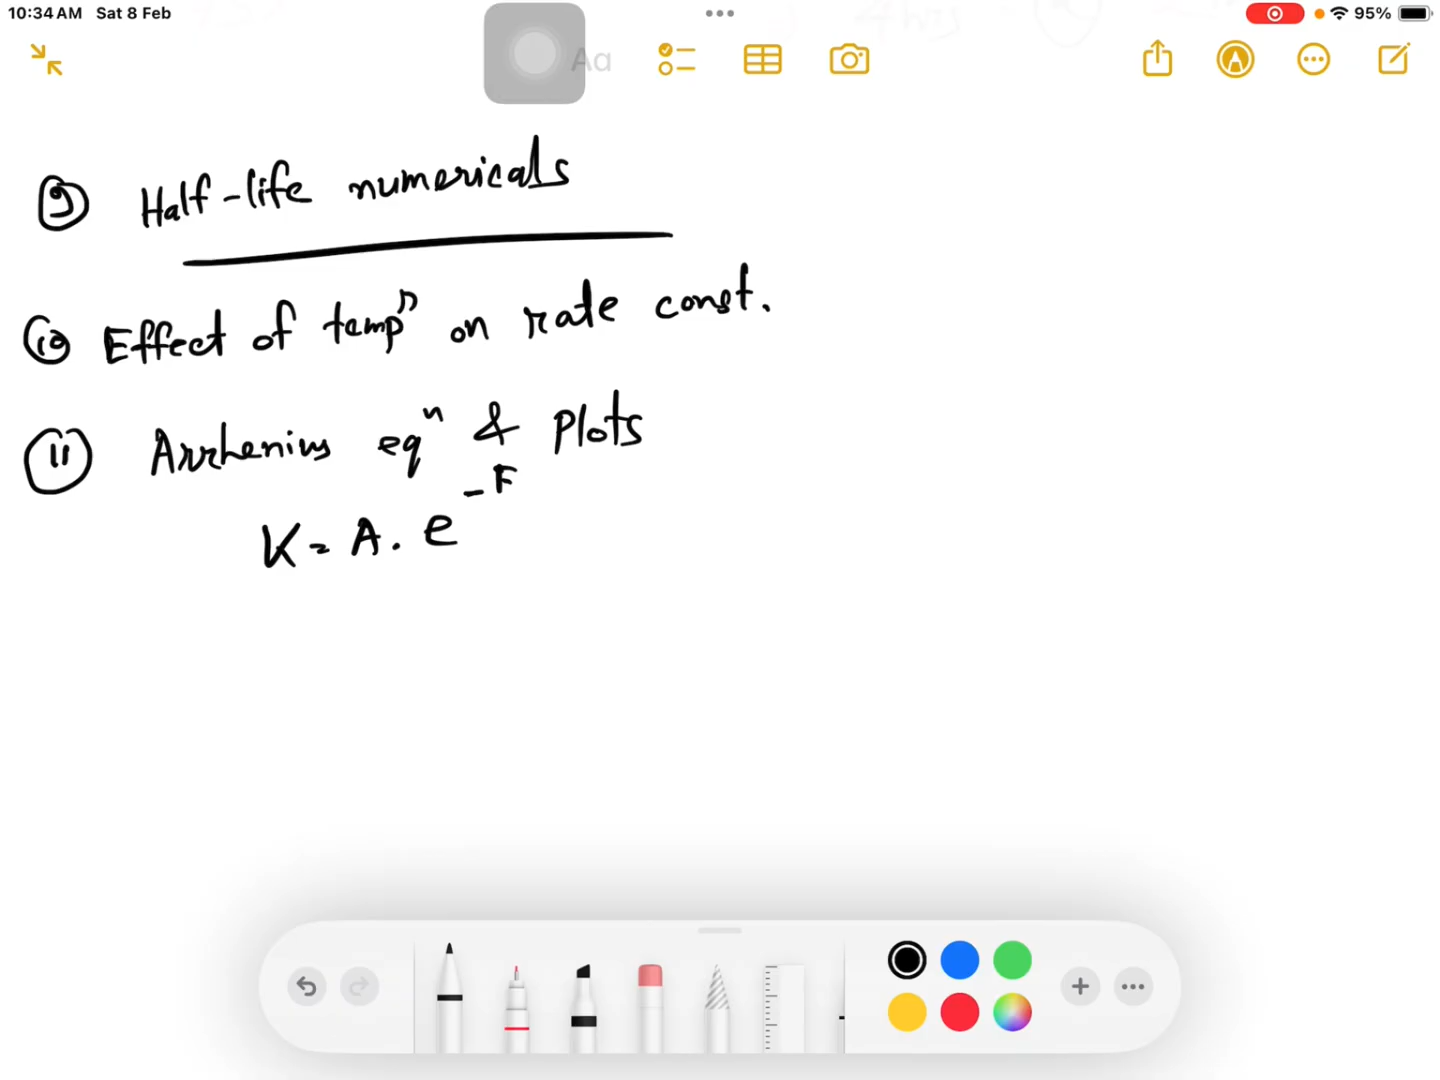 10:34 AM Sat 8 Feb
95%
Aa
⑨ Half-life numericals
⑩ Effect of tempʳ on rate const.
⑪ Arrhenius eqⁿ & plots
K = A. e⁻ᴱ